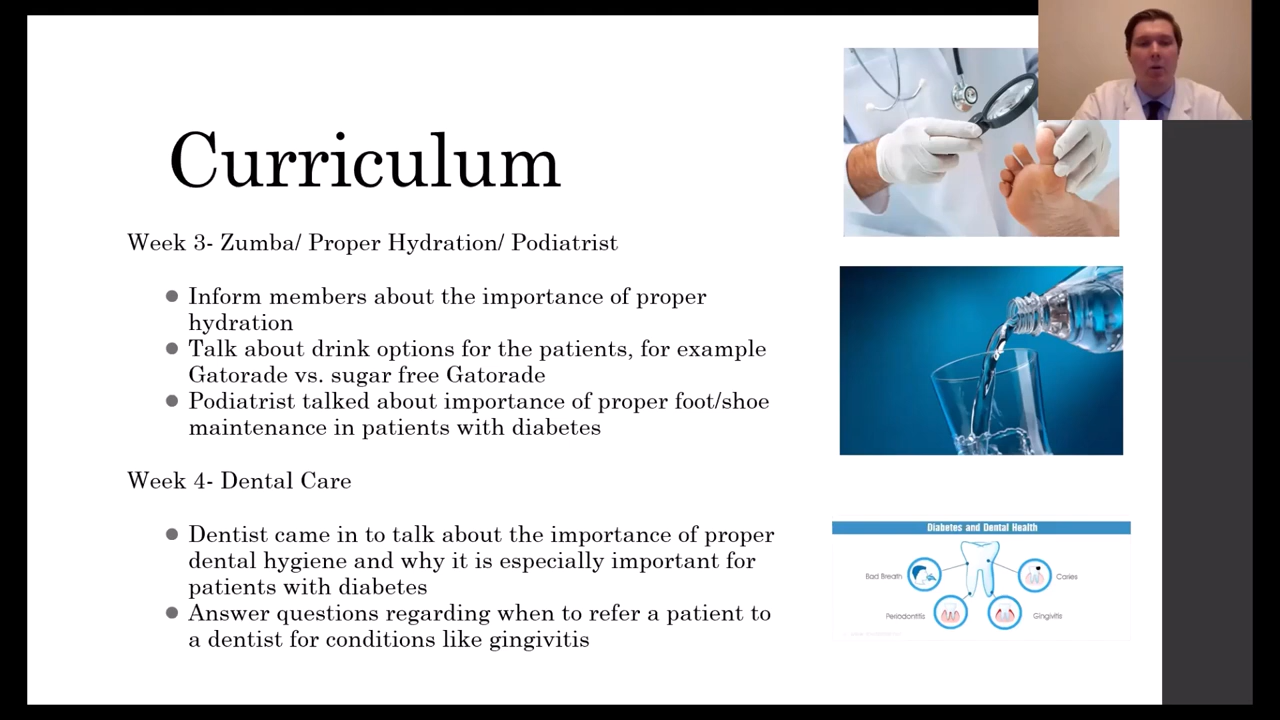 Curriculum
Week 3- Zumba/ Proper Hydration/ Podiatrist
Inform members about the importance of proper
hydration
Talk about drink options for the patients, for example
Gatorade vs. sugar free Gatorade
Podiatrist talked about importance of proper foot/shoe
maintenance in patients with diabetes
Week 4- Dental Care
Dentist came in to talk about the importance of proper
dental hygiene and why it is especially important for
patients with diabetes
Answer questions regarding when to refer a patient to
a dentist for conditions like gingivitis
Diabetes and Dental Health
Bad Breath
Caries
Periodontitis
Gingivitis